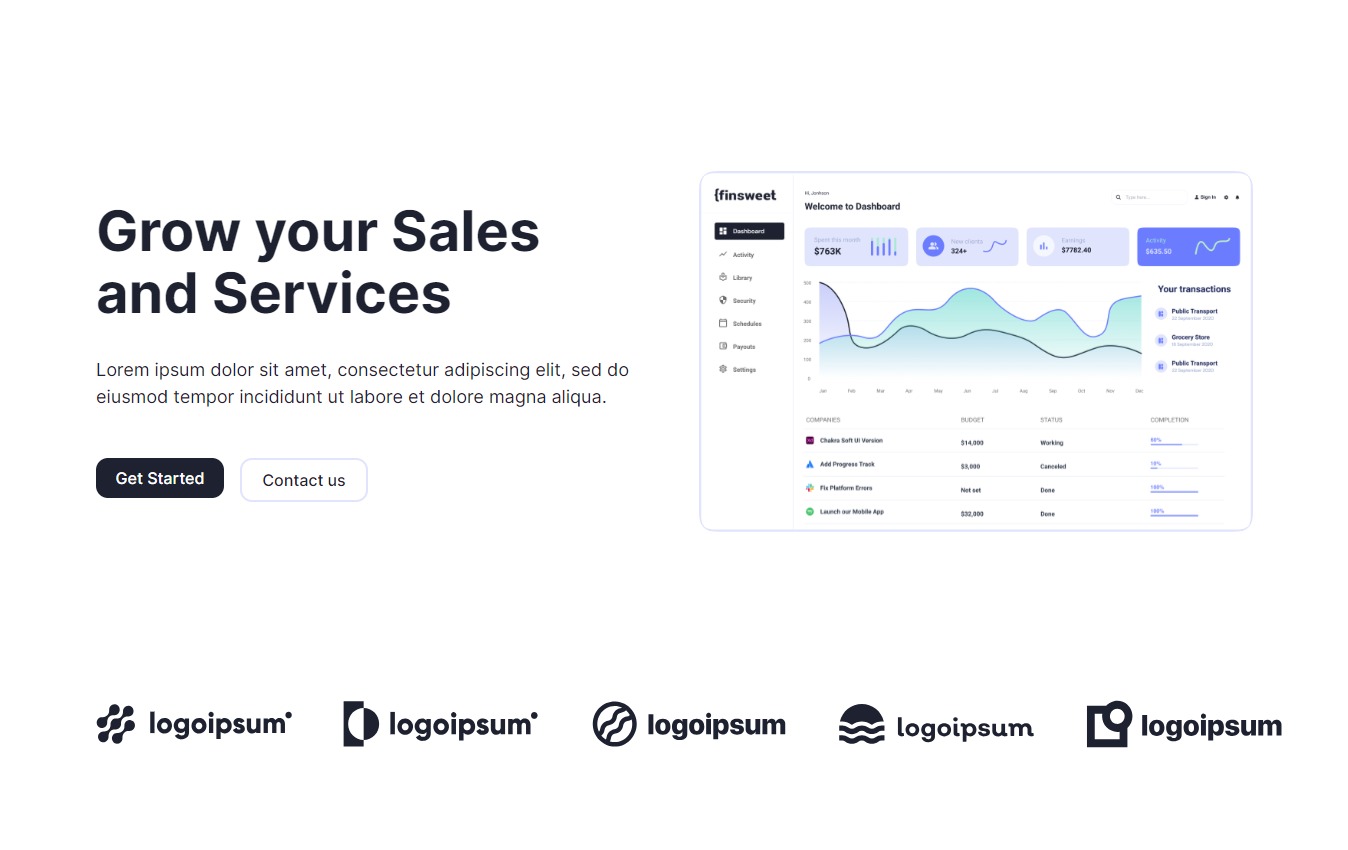 Grow your Sales
and Services
Lorem ipsum dolor sit amet, consectetur adipiscing elit, sed do
eiusmod tempor incididunt ut labore et dolore magna aliqua.
Get Started
Contact us
{finsweet
Dashboard
Activity
Library
Security
Schedules
Payouts
Settings
Hi, Jonhson
Welcome to Dashboard
Type here...
Sign In
Spent this month
$763K
New clients
324+
Earnings
$7782.40
Activity
$635.50
500
400
300
200
100
0
Jan Feb Mar Apr May Jun Jul Aug Sep Oct Nov Dec
Your transactions
Public Transport
22 September 2020
Grocery Store
Public Transport
22 September 2020
COMPANIES BUDGET STATUS COMPLETION
Chakra Soft UI Version $14,000 Working
Add Progress Track $3,000 Canceled 10%
Fix Platform Errors Not set Done 100%
Launch our Mobile App $32,000 Done 100%
logoipsum
logoipsum
logoipsum
logoipsum
logoipsum